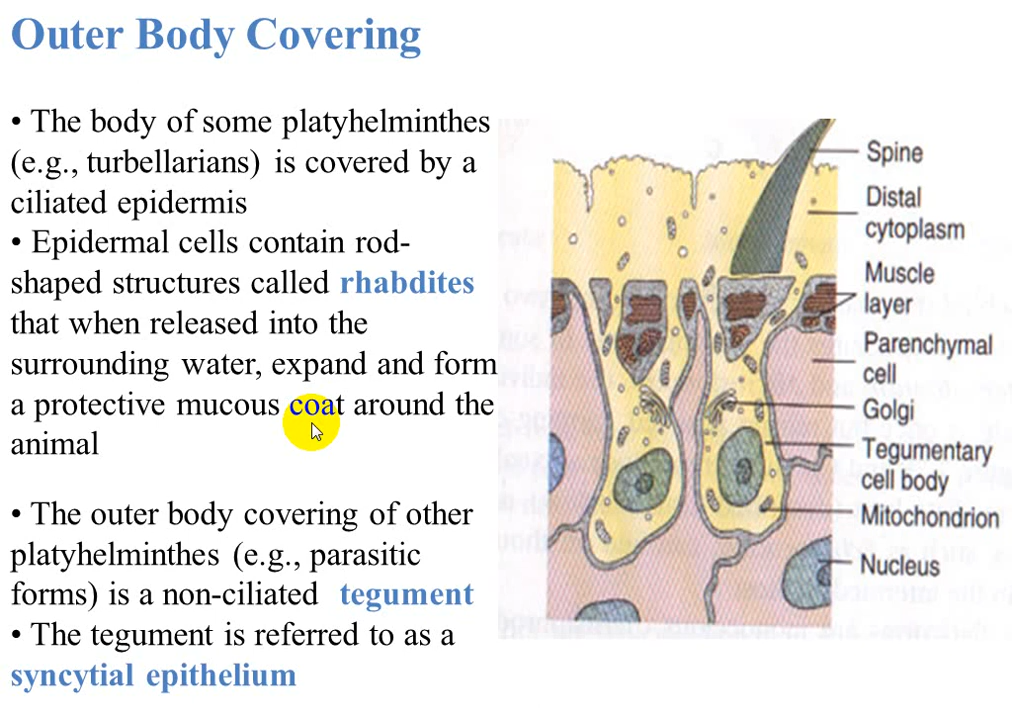 Outer Body Covering
• The body of some platyhelminthes
(e.g., turbellarians) is covered by a
ciliated epidermis
• Epidermal cells contain rod-
shaped structures called rhabdites
that when released into the
surrounding water, expand and form
a protective mucous coat around the
animal
• The outer body covering of other
platyhelminthes (e.g., parasitic
forms) is a non-ciliated tegument
• The tegument is referred to as a
syncytial epithelium
Spine
Distal
cytoplasm
Muscle
layer
Parenchymal
cell
Golgi
Tegumentary
cell body
Mitochondrion
Nucleus